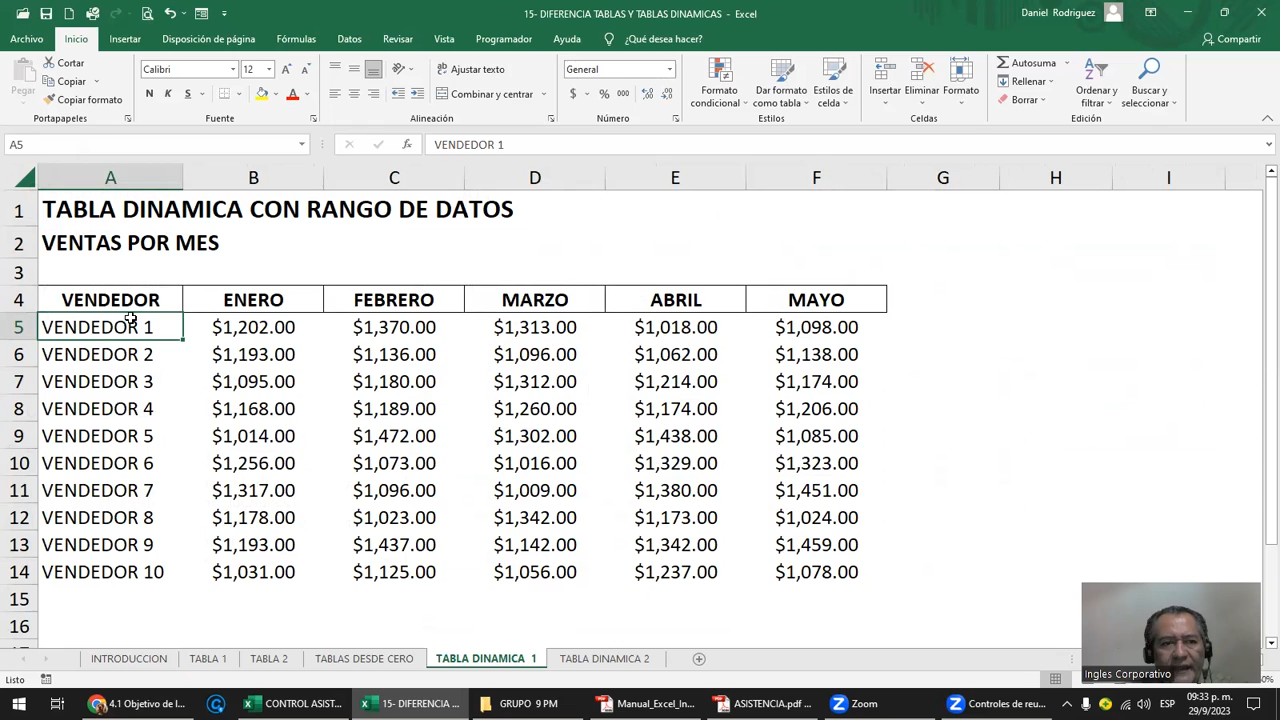 15- DIFERENCIA TABLAS Y TABLAS DINAMICAS - Excel
Daniel Rodriguez
Archivo Inicio Insertar Disposición de página Fórmulas Datos Revisar Vista Programador Ayuda ¿Qué desea hacer? Compartir
Pegar
Cortar
Copiar
Copiar formato
Portapapeles
Calibri 12
N K S
Fuente
Ajustar texto
Combinar y centrar
Alineación
General
$ % 000
Número
Formato condicional
Dar formato como tabla
Estilos de celda
Estilos
Insertar Eliminar Formato
Celdas
Autosuma
Rellenar
Borrar
Ordenar y filtrar
Buscar y seleccionar
Edición
A5 fx VENDEDOR 1
A B C D E F G H I
1 TABLA DINAMICA CON RANGO DE DATOS
2 VENTAS POR MES
3
4 VENDEDOR ENERO FEBRERO MARZO ABRIL MAYO
5 VENDEDOR 1 $1,202.00 $1,370.00 $1,313.00 $1,018.00 $1,098.00
6 VENDEDOR 2 $1,193.00 $1,136.00 $1,096.00 $1,062.00 $1,138.00
7 VENDEDOR 3 $1,095.00 $1,180.00 $1,312.00 $1,214.00 $1,174.00
8 VENDEDOR 4 $1,168.00 $1,189.00 $1,260.00 $1,174.00 $1,206.00
9 VENDEDOR 5 $1,014.00 $1,472.00 $1,302.00 $1,438.00 $1,085.00
10 VENDEDOR 6 $1,256.00 $1,073.00 $1,016.00 $1,329.00 $1,323.00
11 VENDEDOR 7 $1,317.00 $1,096.00 $1,009.00 $1,380.00 $1,451.00
12 VENDEDOR 8 $1,178.00 $1,023.00 $1,342.00 $1,173.00 $1,024.00
13 VENDEDOR 9 $1,193.00 $1,437.00 $1,142.00 $1,342.00 $1,459.00
14 VENDEDOR 10 $1,031.00 $1,125.00 $1,056.00 $1,237.00 $1,078.00
15
16
Ingles Corporativo
INTRODUCCION TABLA 1 TABLA 2 TABLAS DESDE CERO TABLA DINAMICA 1 TABLA DINAMICA 2
Listo
4.1 Objetivo de l... CONTROL ASIST... 15- DIFERENCIA ... GRUPO 9 PM Manual_Excel_In... ASISTENCIA.pdf ... Zoom Controles de reu... ESP 09:33 p. m.
29/9/2023